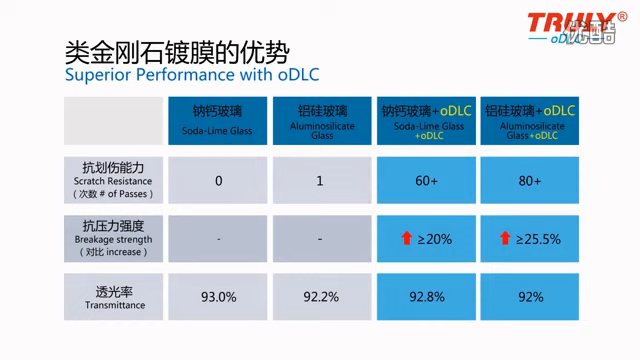 TRULY®
oDLC
优酷
类金刚石镀膜的优势
Superior Performance with oDLC
钠钙玻璃
Soda-Lime Glass
铝硅玻璃
Aluminosilicate
Glass
钠钙玻璃+oDLC
Soda-Lime Glass
+oDLC
铝硅玻璃+oDLC
Aluminosilicate
Glass+oDLC
抗划伤能力
Scratch Resistance
（次数 # of Passes）
0
1
60+
80+
抗压力强度
Breakage strength
（对比 increase）
-
-
≥20%
≥25.5%
透光率
Transmittance
93.0%
92.2%
92.8%
92%